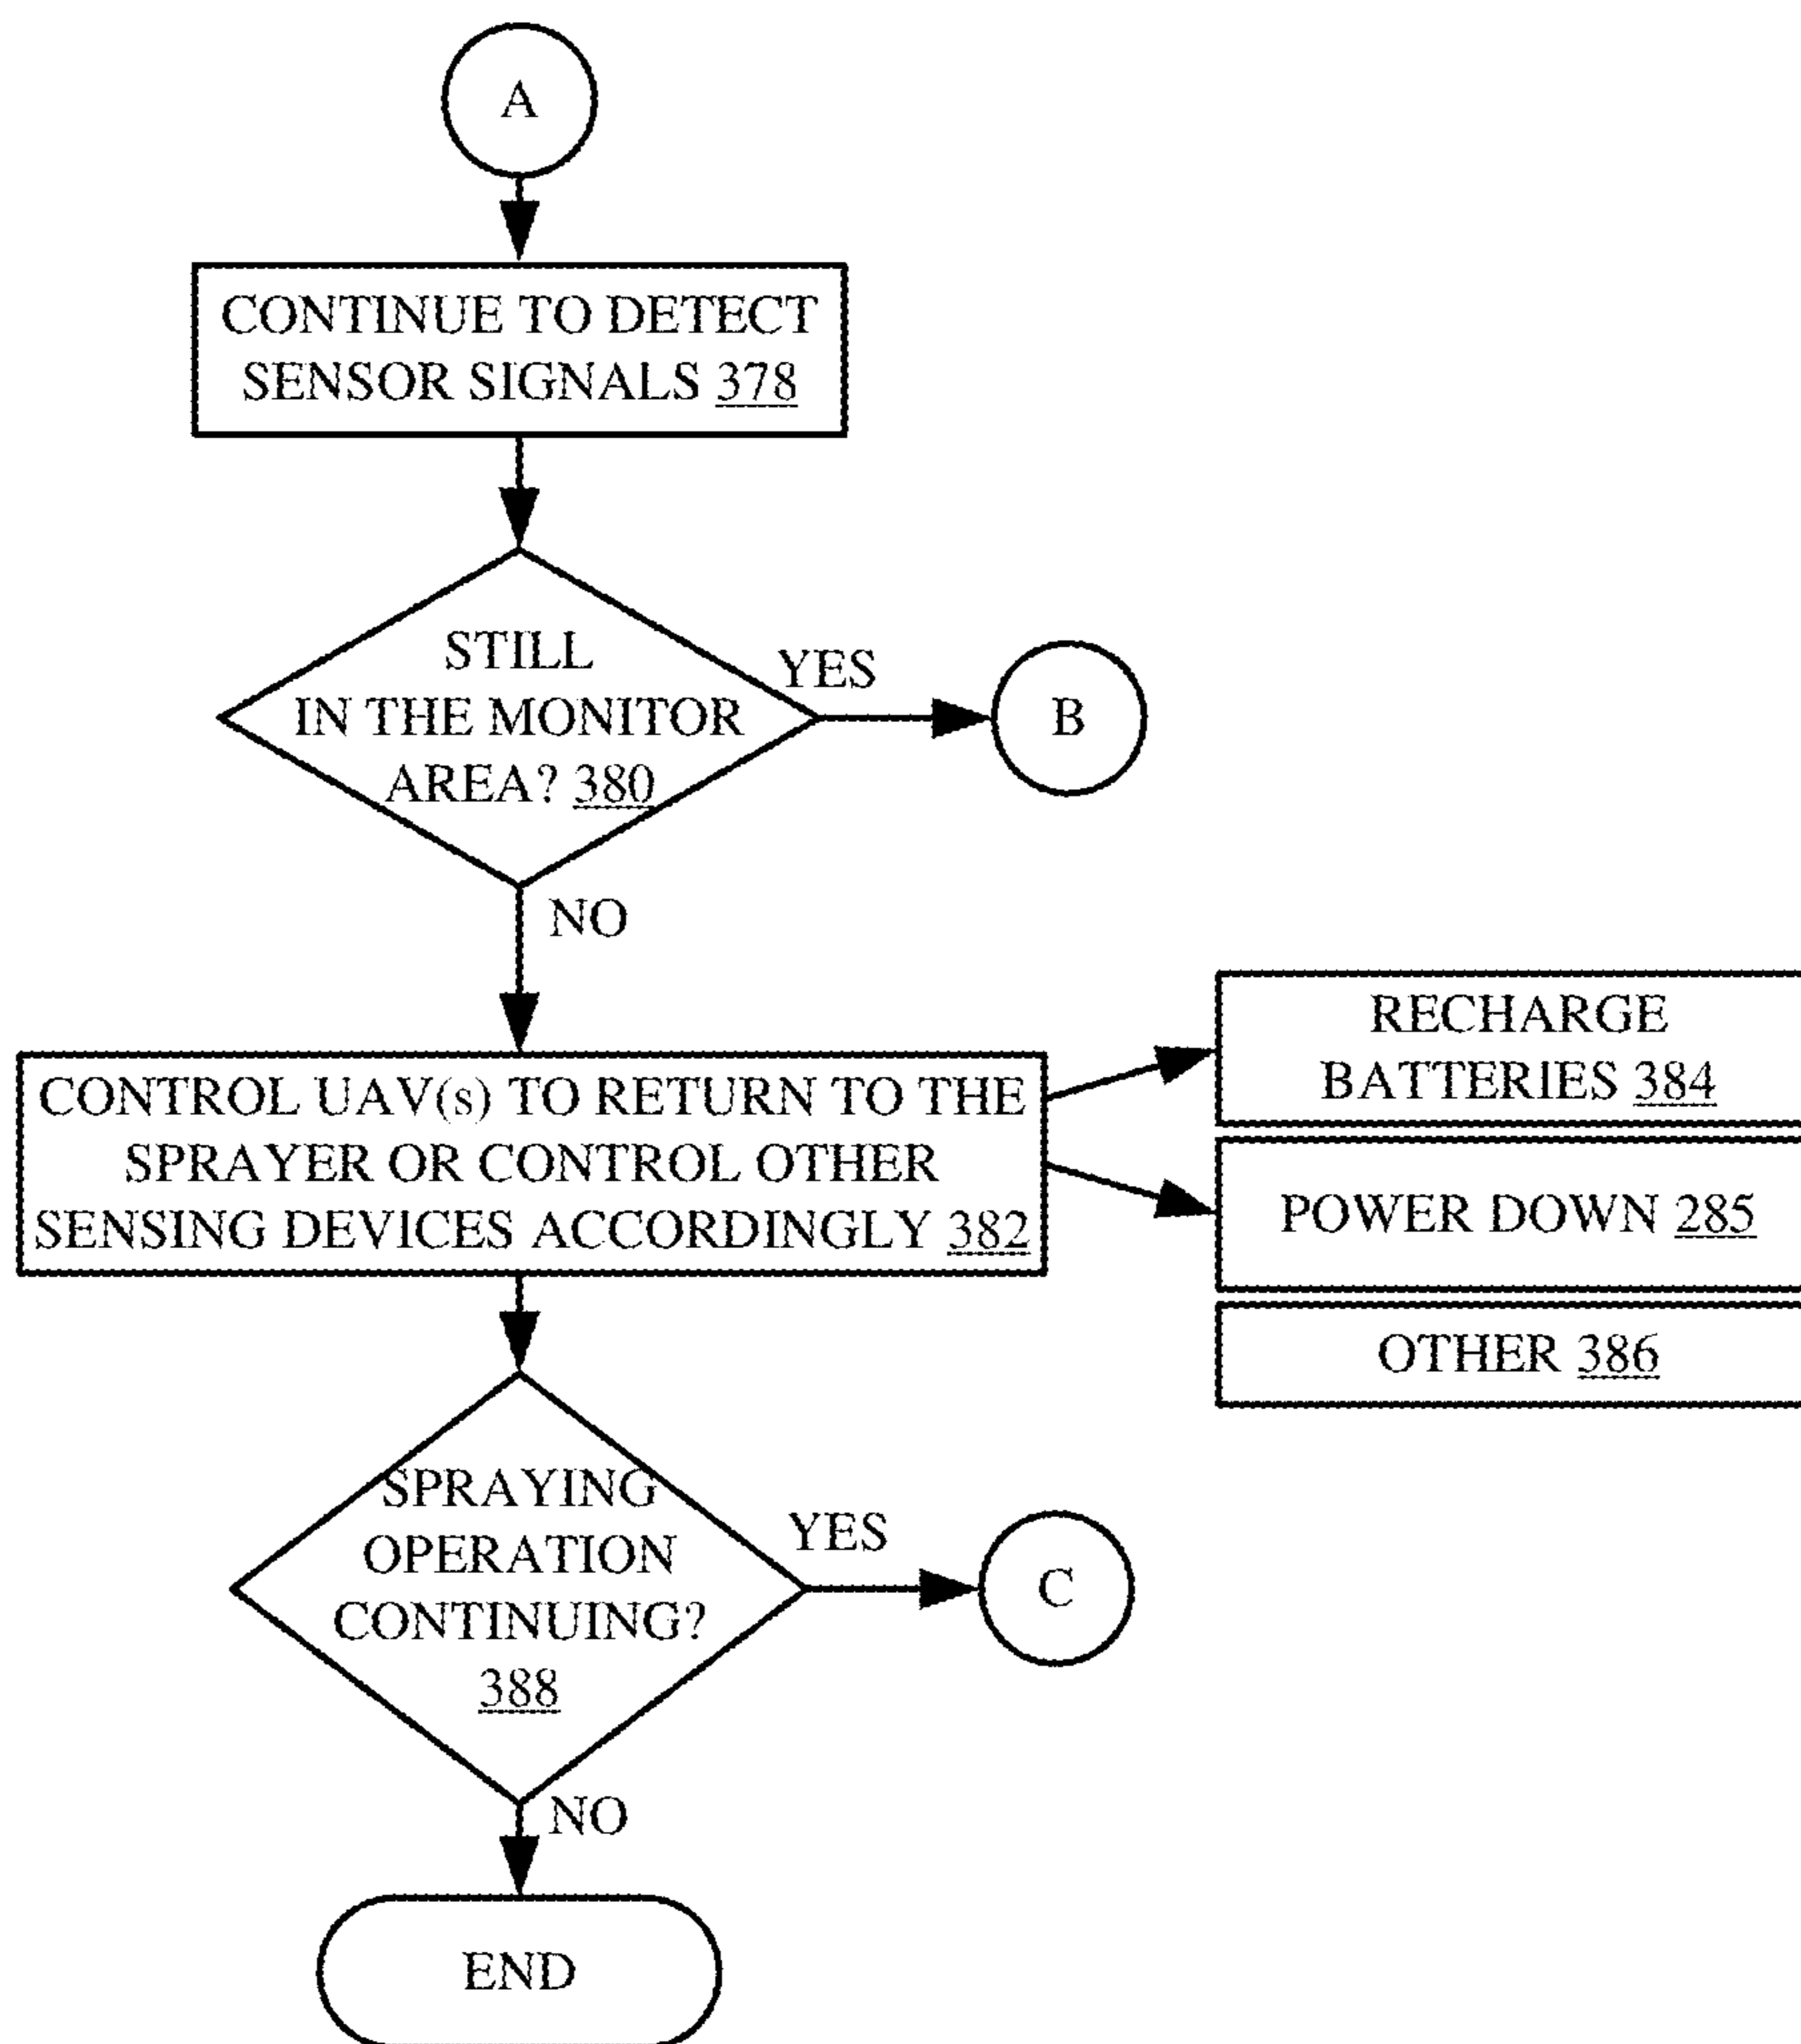 A
CONTINUE TO DETECT
SENSOR SIGNALS 378
STILL
IN THE MONITOR
AREA? 380
YES
B
NO
CONTROL UAV(s) TO RETURN TO THE
SPRAYER OR CONTROL OTHER
SENSING DEVICES ACCORDINGLY 382
RECHARGE
BATTERIES 384
POWER DOWN 285
OTHER 386
SPRAYING
OPERATION
CONTINUING?
388
YES
C
NO
END